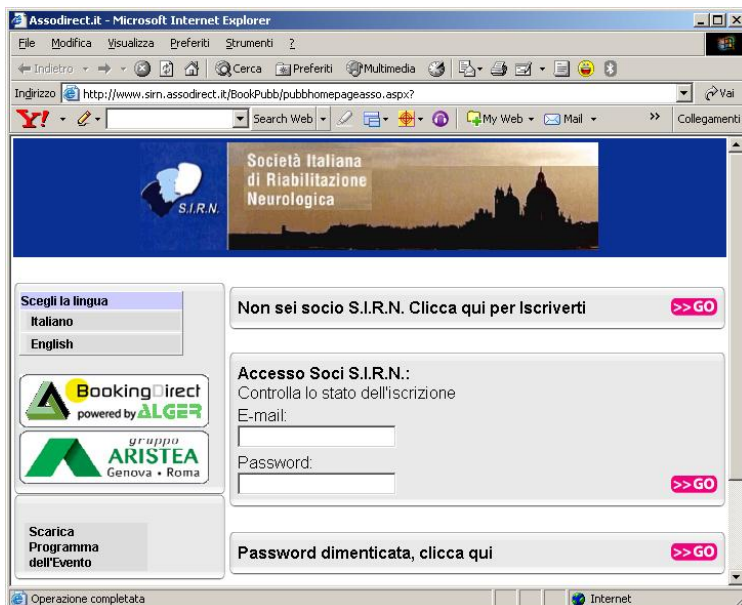 Assodirect.it - Microsoft Internet Explorer
File Modifica Visualizza Preferiti Strumenti ?
Indietro Cerca Preferiti Multimedia
Indirizzo http://www.sirn.assodirect.it/BookPubb/pubbhomepageasso.aspx? Vai
Y! Search Web My Web Mail >> Collegamenti
S.I.R.N.
Società Italiana
di Riabilitazione
Neurologica
Scegli la lingua
Italiano
English
BookingDirect
powered by ALGER
gruppo
ARISTEA
Genova • Roma
Scarica
Programma
dell'Evento
Non sei socio S.I.R.N. Clicca qui per Iscriverti >>GO
Accesso Soci S.I.R.N.:
Controlla lo stato dell'iscrizione
E-mail:
Password:
>>GO
Password dimenticata, clicca qui >>GO
Operazione completata Internet